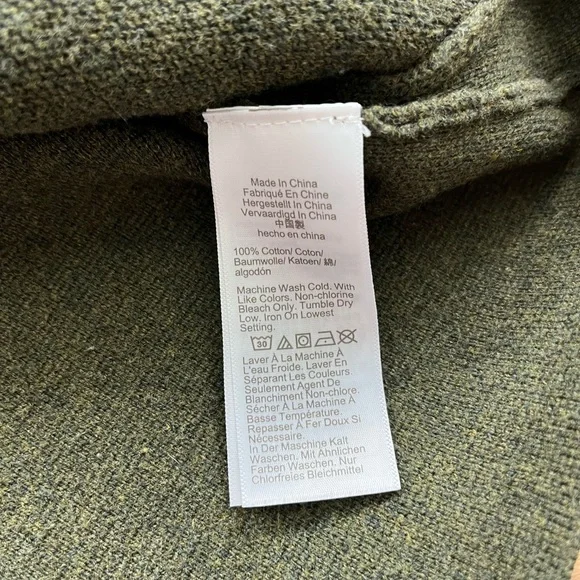 Made In China
Fabriqué En Chine
Hergestellt In China
Vervaardigd In China
中国製
hecho en china
100% Cotton/ Coton/
Baumwolle/ Katoen/ 綿/
algodón
Machine Wash Cold. With
Like Colors. Non-chlorine
Bleach Only. Tumble Dry
Low. Iron On Lowest
Setting.
30
Laver À La Machine À
L'eau Froide. Laver En
Séparant Les Couleurs
Seulement Agent De
Blanchiment Non-chlore.
Sécher À La Machine À
Basse Température.
Repasser À Fer Doux Si
Nécessaire.
In Der Maschine Kalt
Waschen. Mit Ähnlichen
Farben Waschen. Nur
Chlorfreies Bleichmittel